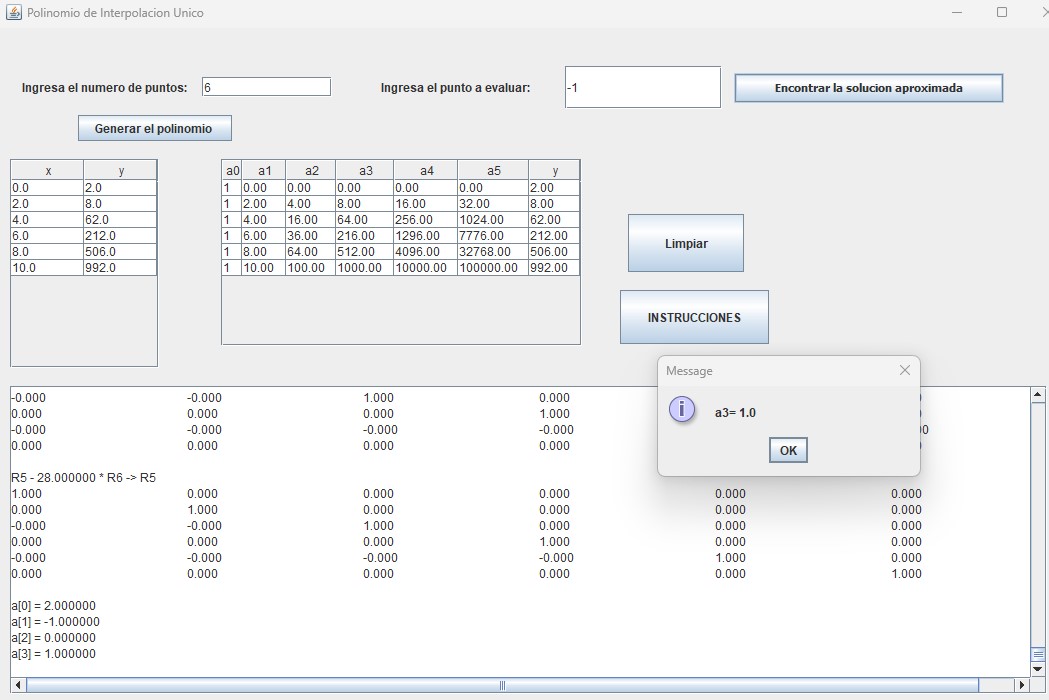 Polinomio de Interpolacion Unico
Ingresa el numero de puntos: 6 Ingresa el punto a evaluar: -1 Encontrar la solucion aproximada
Generar el polinomio
x y
0.0 2.0
2.0 8.0
4.0 62.0
6.0 212.0
8.0 506.0
10.0 992.0
a0 a1 a2 a3 a4 a5 y
1 0.00 0.00 0.00 0.00 0.00 2.00
1 2.00 4.00 8.00 16.00 32.00 8.00
1 4.00 16.00 64.00 256.00 1024.00 62.00
1 6.00 36.00 216.00 1296.00 7776.00 212.00
1 8.00 64.00 512.00 4096.00 32768.00 506.00
1 10.00 100.00 1000.00 10000.00 100000.00 992.00
Limpiar
INSTRUCCIONES
Message
i
a3= 1.0
OK
-0.000 -0.000 1.000 0.000
0.000 0.000 0.000 1.000
-0.000 -0.000 -0.000 -0.000
0.000 0.000 0.000 0.000
R5 - 28.000000 * R6 -> R5
1.000 0.000 0.000 0.000 0.000 0.000
0.000 1.000 0.000 0.000 0.000 0.000
-0.000 -0.000 1.000 0.000 0.000 0.000
0.000 0.000 0.000 1.000 0.000 0.000
-0.000 -0.000 -0.000 -0.000 1.000 0.000
0.000 0.000 0.000 0.000 0.000 1.000
a[0] = 2.000000
a[1] = -1.000000
a[2] = 0.000000
a[3] = 1.000000